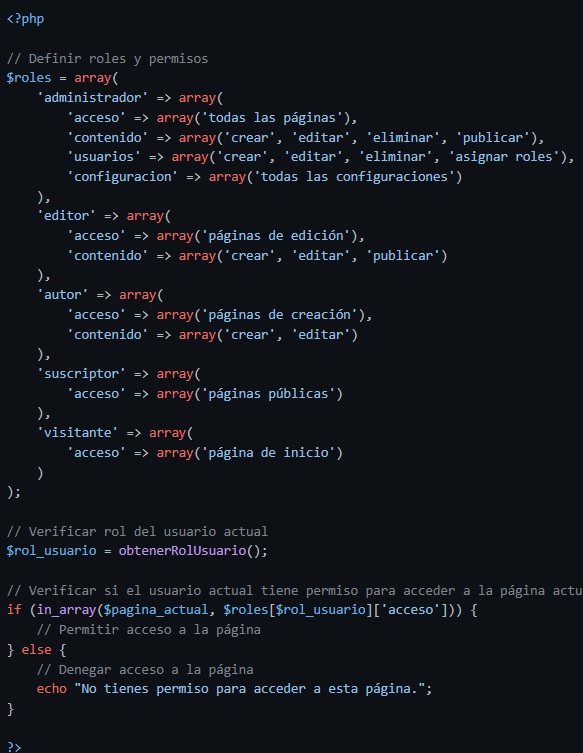 <?php
// Definir roles y permisos
$roles = array(
    'administrador' => array(
        'acceso' => array('todas las páginas'),
        'contenido' => array('crear', 'editar', 'eliminar', 'publicar'),
        'usuarios' => array('crear', 'editar', 'eliminar', 'asignar roles'),
        'configuracion' => array('todas las configuraciones')
    ),
    'editor' => array(
        'acceso' => array('páginas de edición'),
        'contenido' => array('crear', 'editar', 'publicar')
    ),
    'autor' => array(
        'acceso' => array('páginas de creación'),
        'contenido' => array('crear', 'editar')
    ),
    'suscriptor' => array(
        'acceso' => array('páginas públicas')
    ),
    'visitante' => array(
        'acceso' => array('página de inicio')
    )
);
// Verificar rol del usuario actual
$rol_usuario = obtenerRolUsuario();
// Verificar si el usuario actual tiene permiso para acceder a la página actu
if (in_array($pagina_actual, $roles[$rol_usuario]['acceso'])) {
    // Permitir acceso a la página
} else {
    // Denegar acceso a la página
    echo "No tienes permiso para acceder a esta página.";
}
?>